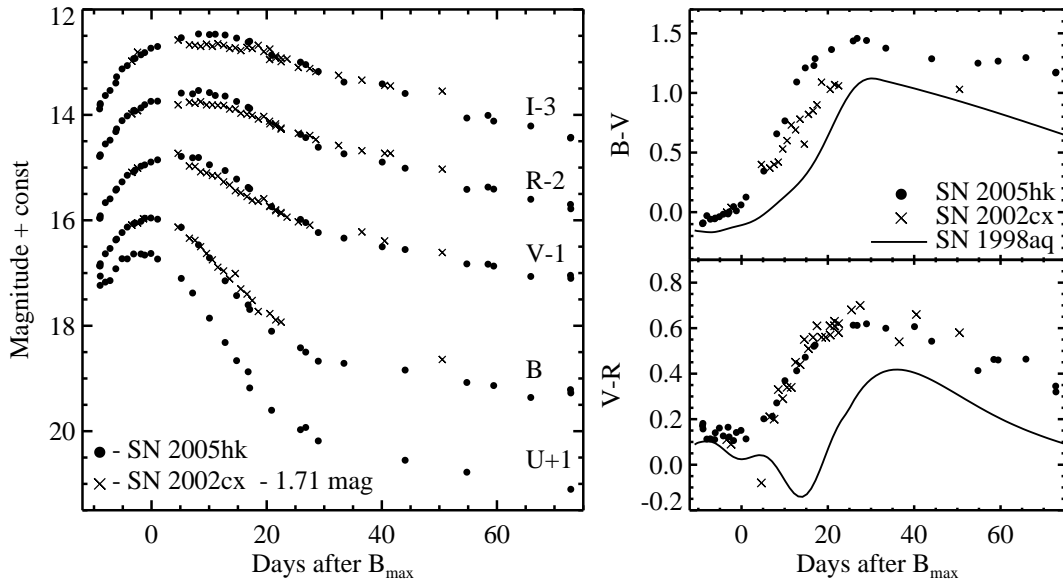 12
14
16
18
20
Magnitude + const
I-3
R-2
V-1
B
U+1
- SN 2005hk
- SN 2002cx - 1.71 mag
0 20 40 60
Days after Bmax
1.5
1.0
0.5
0.0
B-V
SN 2005hk
SN 2002cx
SN 1998aq
0.8
0.6
0.4
0.2
0.0
-0.2
V-R
0 20 40 60
Days after Bmax